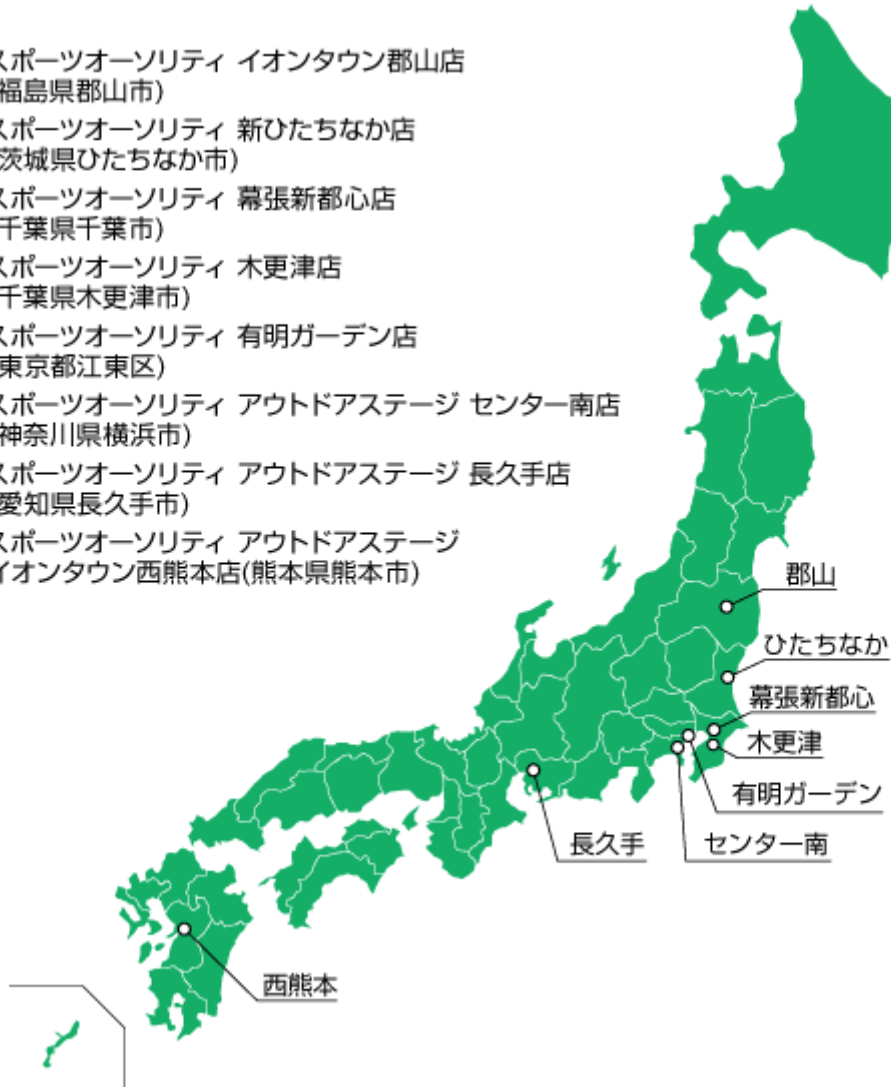 スポーツオーソリティ イオンタウン郡山店
福島県郡山市)
スポーツオーソリティ 新ひたちなか店
茨城県ひたちなか市)
スポーツオーソリティ 幕張新都心店
千葉県千葉市)
スポーツオーソリティ 木更津店
千葉県木更津市)
スポーツオーソリティ 有明ガーデン店
東京都江東区)
スポーツオーソリティ アウトドアステージ センター南店
神奈川県横浜市)
スポーツオーソリティ アウトドアステージ 長久手店
愛知県長久手市)
スポーツオーソリティ アウトドアステージ
イオンタウン西熊本店(熊本県熊本市)
郡山
ひたちなか
幕張新都心
木更津
有明ガーデン
センター南
長久手
西熊本